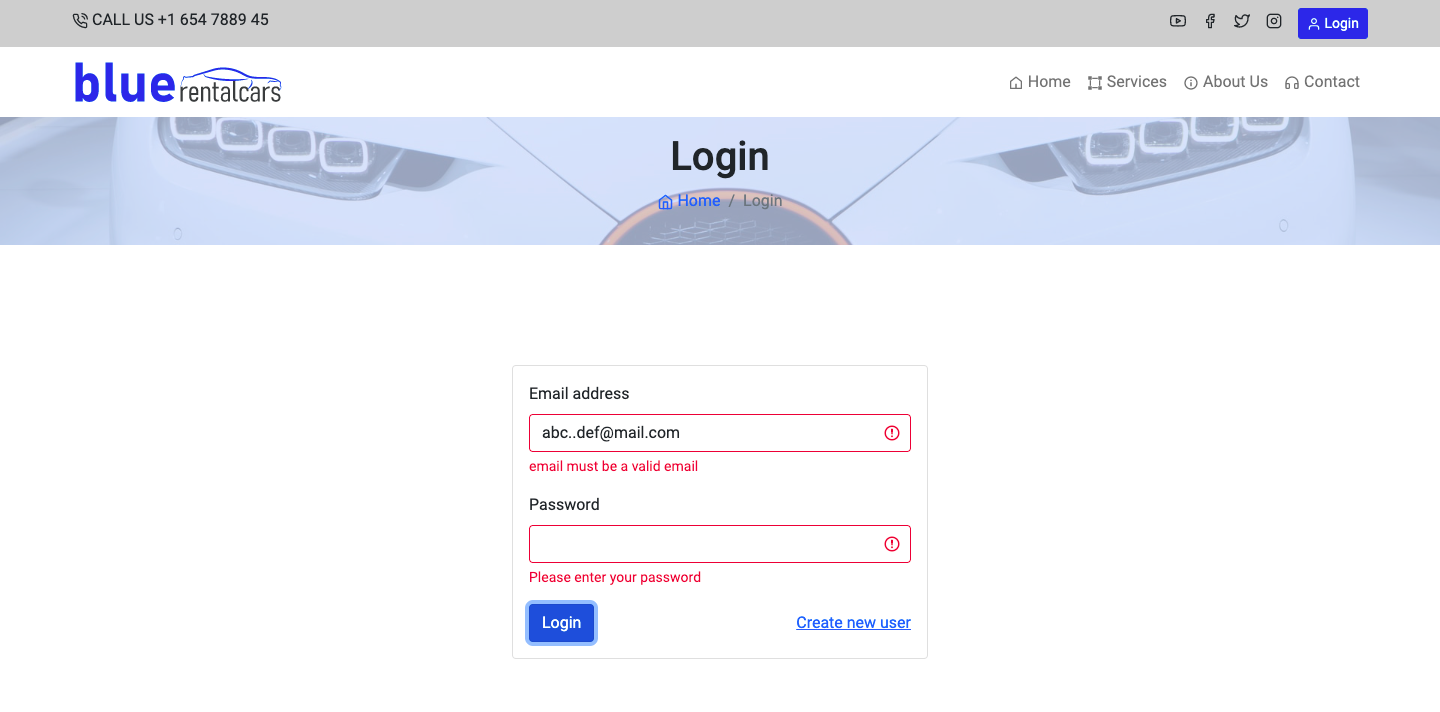 CALL US +1 654 7889 45
Login
blue rentalcars
Home Services About Us Contact
Login
Home / Login
Email address
abc..def@mail.com
email must be a valid email
Password
Please enter your password
Login Create new user